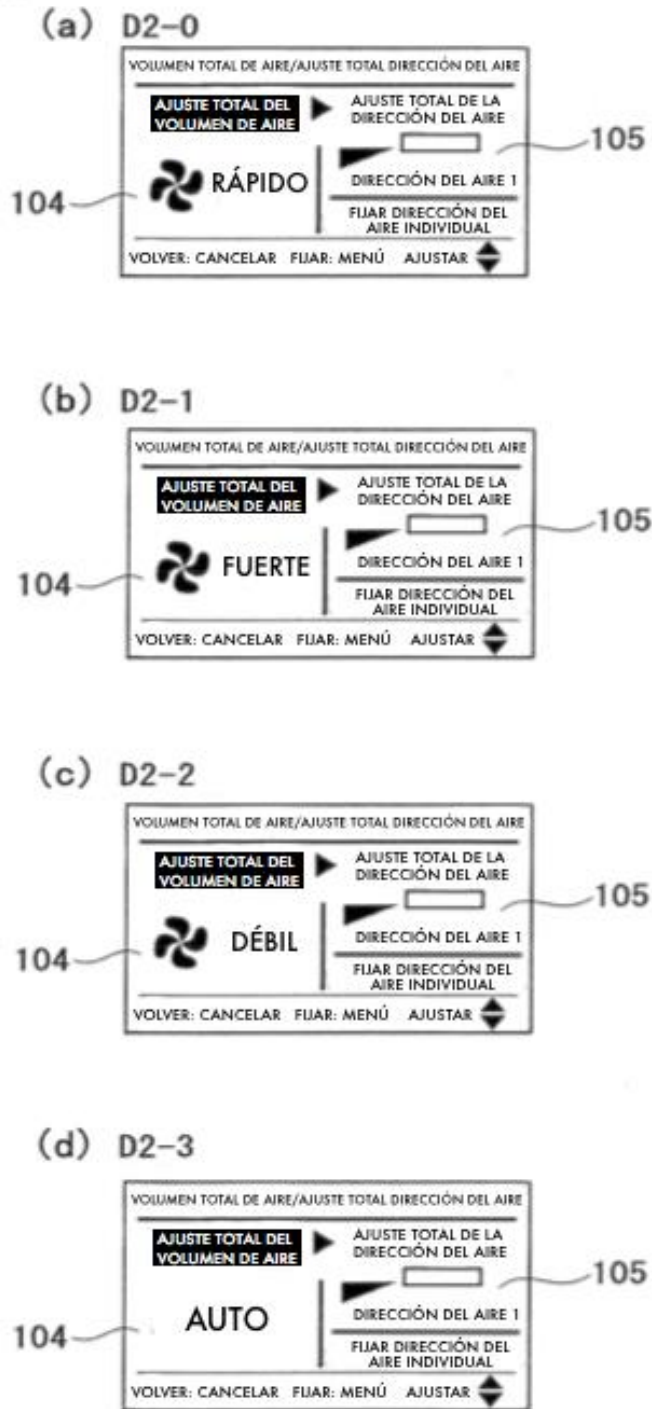 (a) D2-0
VOLUMEN TOTAL DE AIRE/AJUSTE TOTAL DIRECCIÓN DEL AIRE
AJUSTE TOTAL DEL
VOLUMEN DE AIRE
AJUSTE TOTAL DE LA
DIRECCIÓN DEL AIRE
105
104
RÁPIDO
DIRECCIÓN DEL AIRE 1
FIJAR DIRECCIÓN DEL
AIRE INDIVIDUAL
VOLVER: CANCELAR FIJAR: MENÚ AJUSTAR
(b) D2-1
VOLUMEN TOTAL DE AIRE/AJUSTE TOTAL DIRECCIÓN DEL AIRE
AJUSTE TOTAL DEL
VOLUMEN DE AIRE
AJUSTE TOTAL DE LA
DIRECCIÓN DEL AIRE
105
104
FUERTE
DIRECCIÓN DEL AIRE 1
FIJAR DIRECCIÓN DEL
AIRE INDIVIDUAL
VOLVER: CANCELAR FIJAR: MENÚ AJUSTAR
(c) D2-2
VOLUMEN TOTAL DE AIRE/AJUSTE TOTAL DIRECCIÓN DEL AIRE
AJUSTE TOTAL DEL
VOLUMEN DE AIRE
AJUSTE TOTAL DE LA
DIRECCIÓN DEL AIRE
105
104
DÉBIL
DIRECCIÓN DEL AIRE 1
FIJAR DIRECCIÓN DEL
AIRE INDIVIDUAL
VOLVER: CANCELAR FIJAR: MENÚ AJUSTAR
(d) D2-3
VOLUMEN TOTAL DE AIRE/AJUSTE TOTAL DIRECCIÓN DEL AIRE
AJUSTE TOTAL DEL
VOLUMEN DE AIRE
AJUSTE TOTAL DE LA
DIRECCIÓN DEL AIRE
105
104
AUTO
DIRECCIÓN DEL AIRE 1
FIJAR DIRECCIÓN DEL
AIRE INDIVIDUAL
VOLVER: CANCELAR FIJAR: MENÚ AJUSTAR